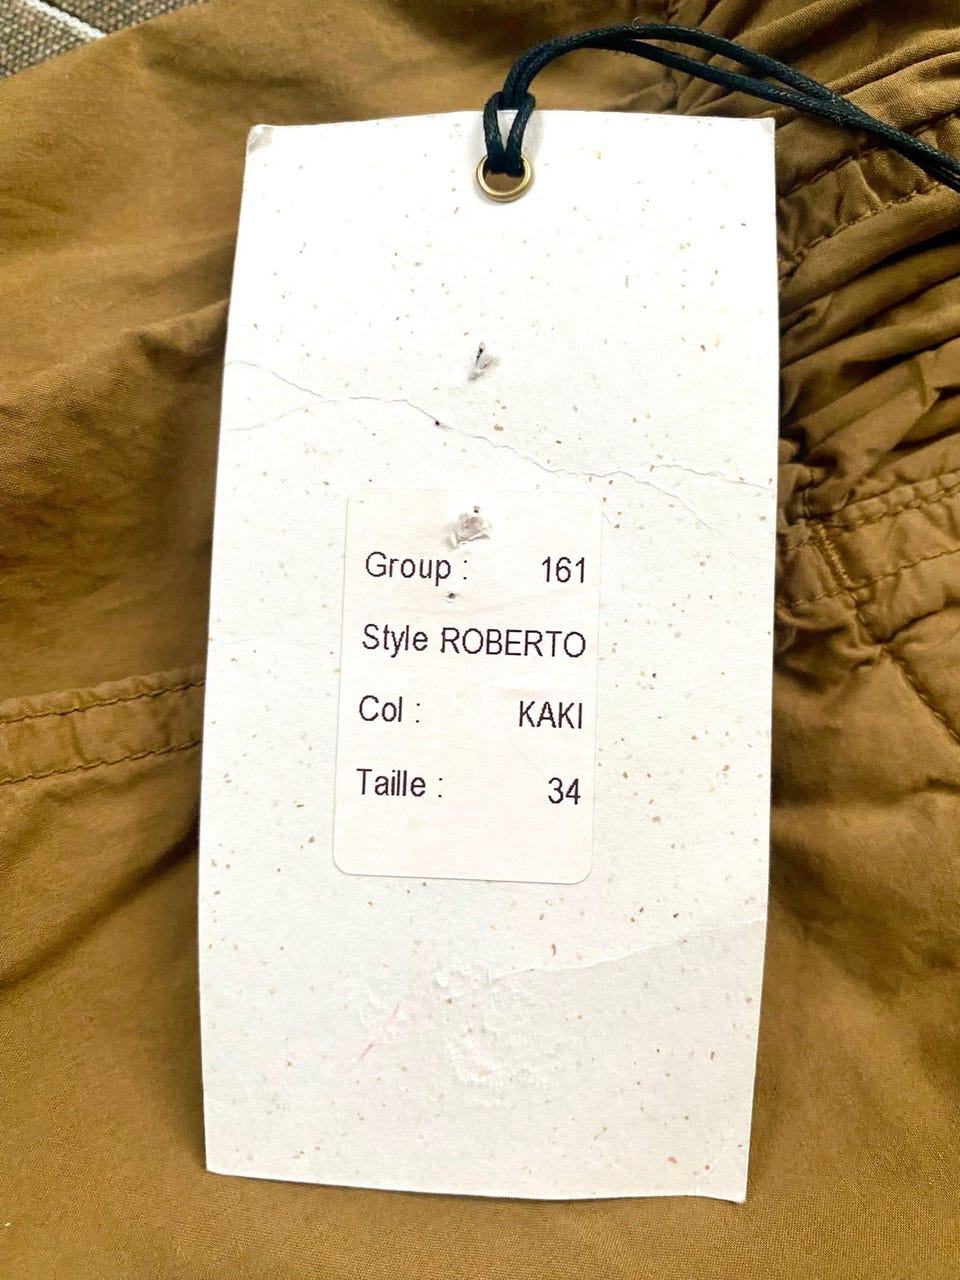 Group : 161
Style ROBERTO
Col : KAKI
Taille : 34